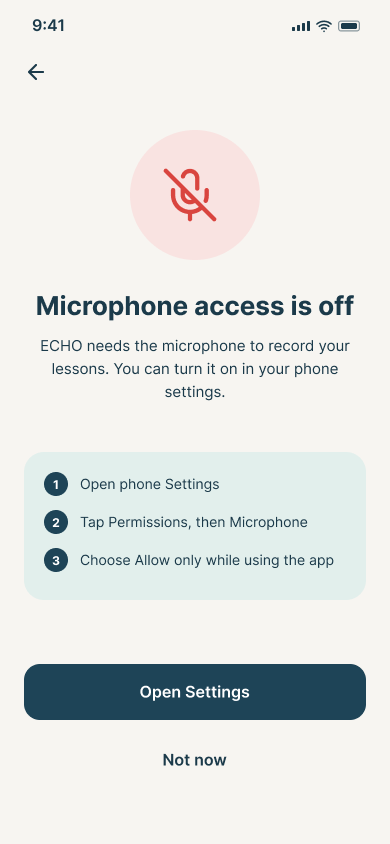 9:41
Microphone access is off
ECHO needs the microphone to record your
lessons. You can turn it on in your phone
settings.
1 Open phone Settings
2 Tap Permissions, then Microphone
3 Choose Allow only while using the app
Open Settings
Not now